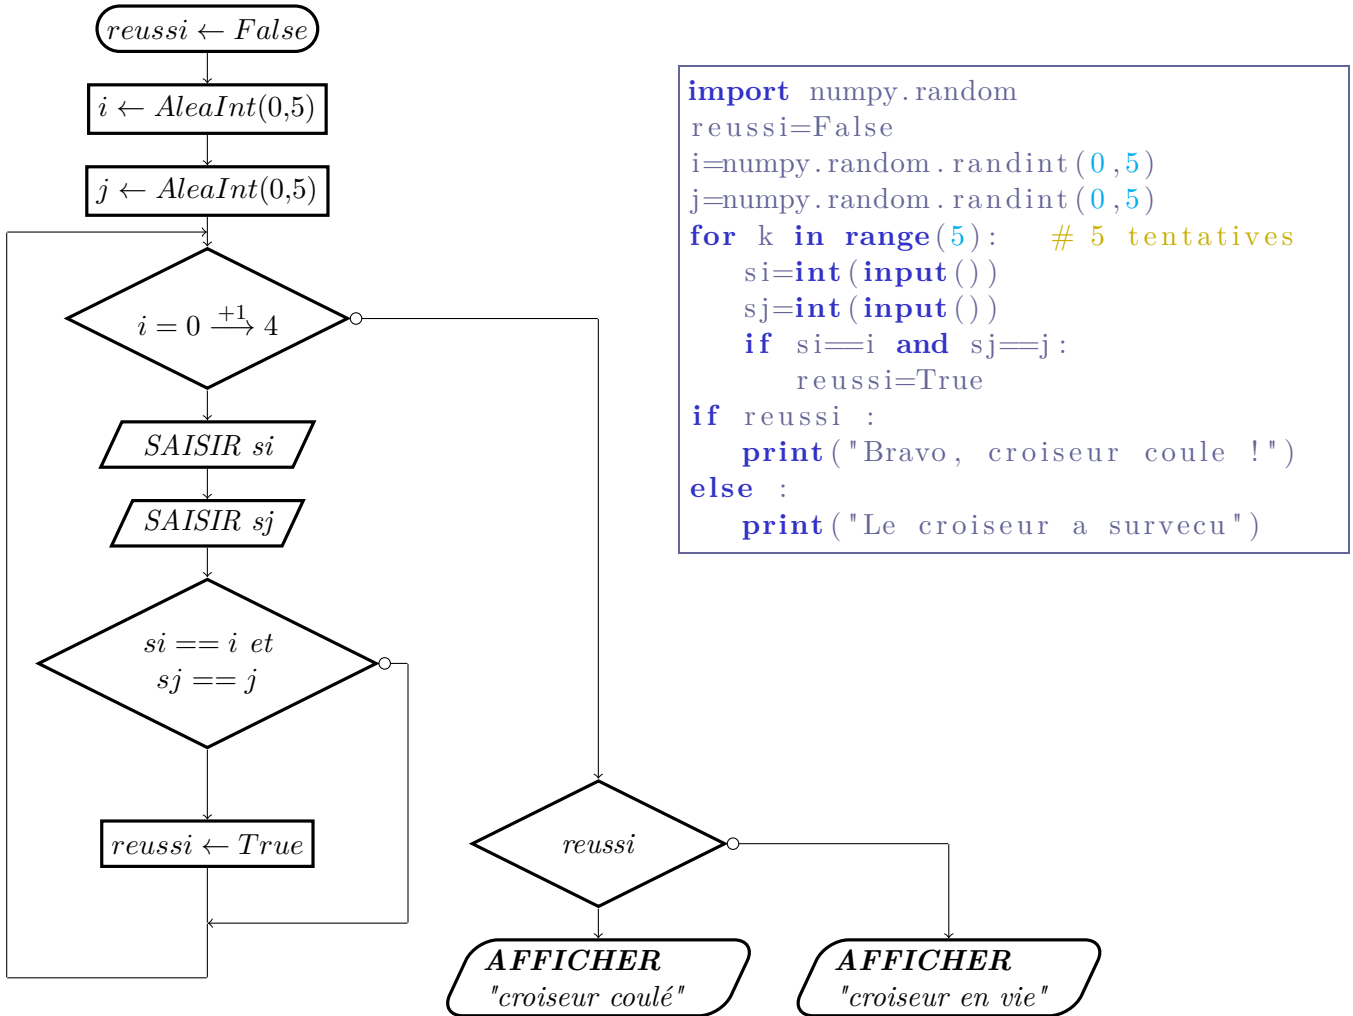 reussi ← False
i ← AleaInt(0,5)
j ← AleaInt(0,5)
i = 0 +1⟶ 4
SAISIR si
SAISIR sj
si == i et
sj == j
reussi ← True
reussi
AFFICHER
"croiseur coulé"
AFFICHER
"croiseur en vie"
import numpy.random
reussi=False
i=numpy.random.randint(0,5)
j=numpy.random.randint(0,5)
for k in range(5):   # 5 tentatives
    si=int(input())
    sj=int(input())
    if si==i and sj==j:
        reussi=True
if reussi :
    print("Bravo, croiseur coule !")
else :
    print("Le croiseur a survecu")